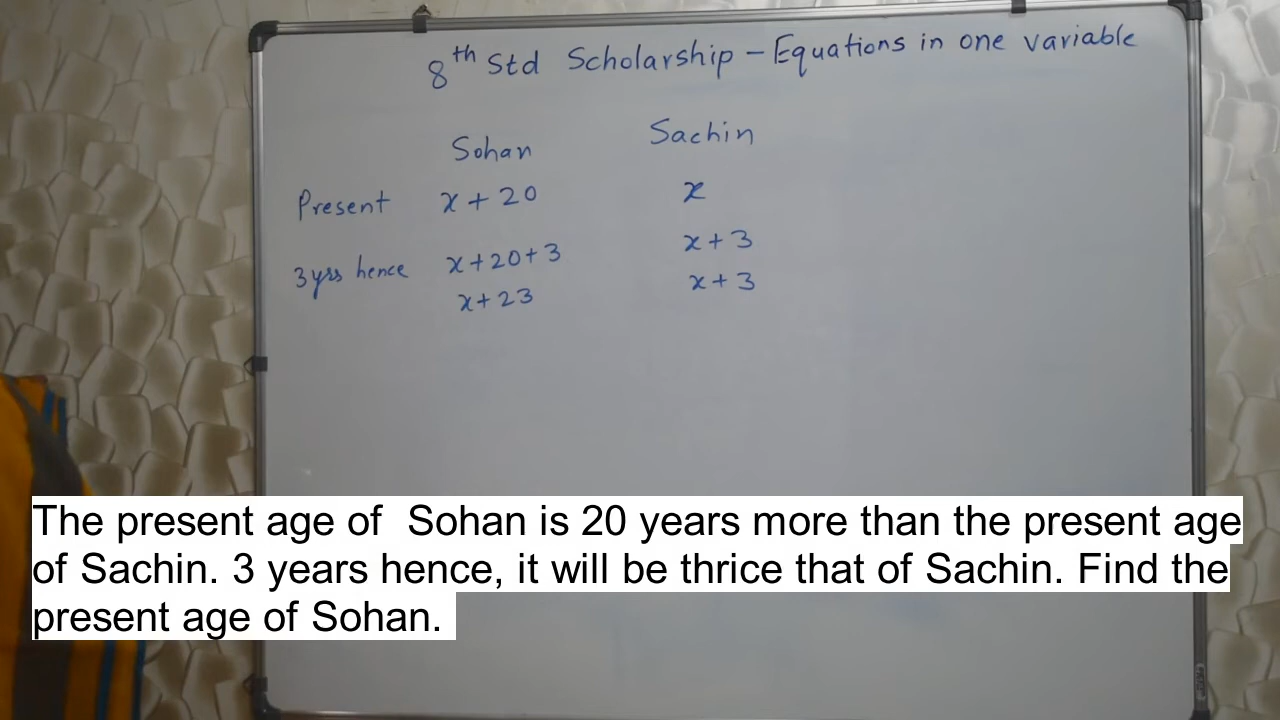 8th Std Scholarship - Equations in one variable
Sohan Sachin
Present x + 20 x
3 yrs hence x + 20 + 3 x + 3
x + 23 x + 3
The present age of Sohan is 20 years more than the present age
of Sachin. 3 years hence, it will be thrice that of Sachin. Find the
present age of Sohan.